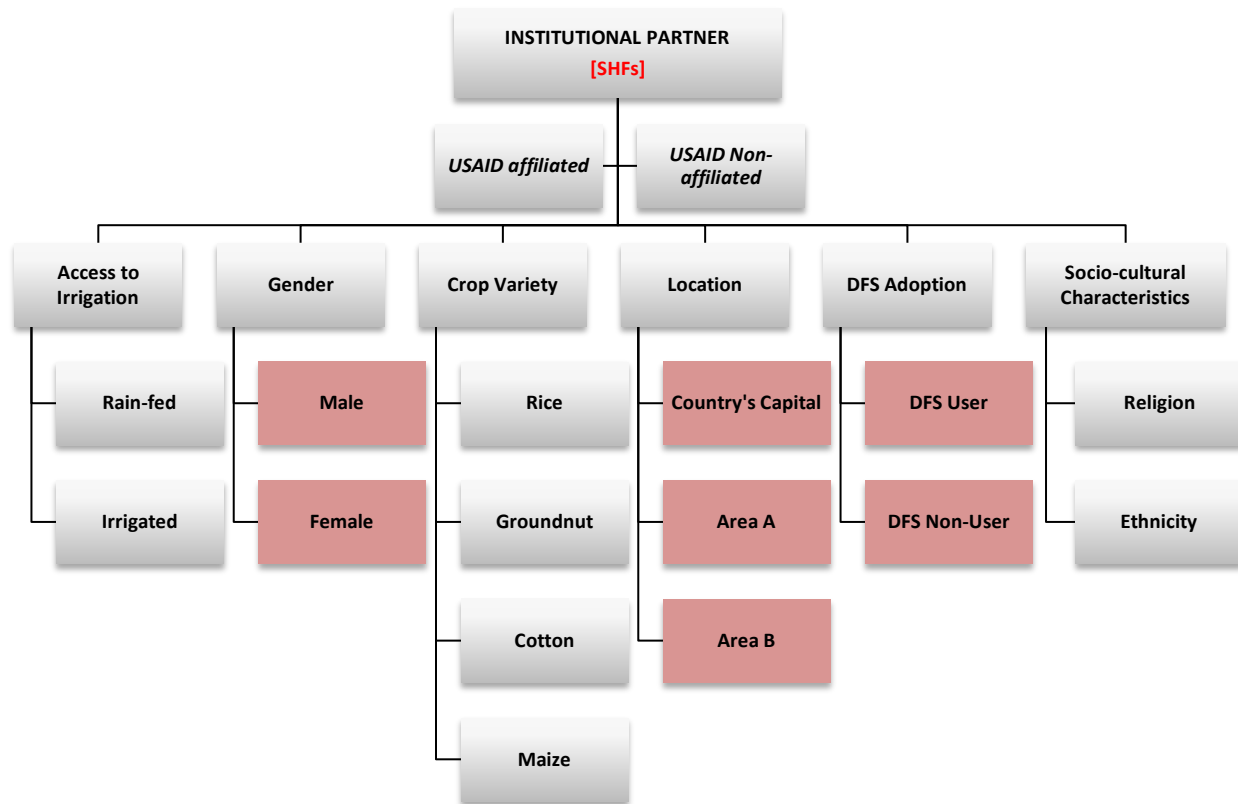 INSTITUTIONAL PARTNER
[SHFs]
USAID affiliated
USAID Non-
affiliated
Access to
Irrigation
Gender
Crop Variety
Location
DFS Adoption
Socio-cultural
Characteristics
Rain-fed
Male
Rice
Country's Capital
DFS User
Religion
Irrigated
Female
Groundnut
Area A
DFS Non-User
Ethnicity
Cotton
Area B
Maize